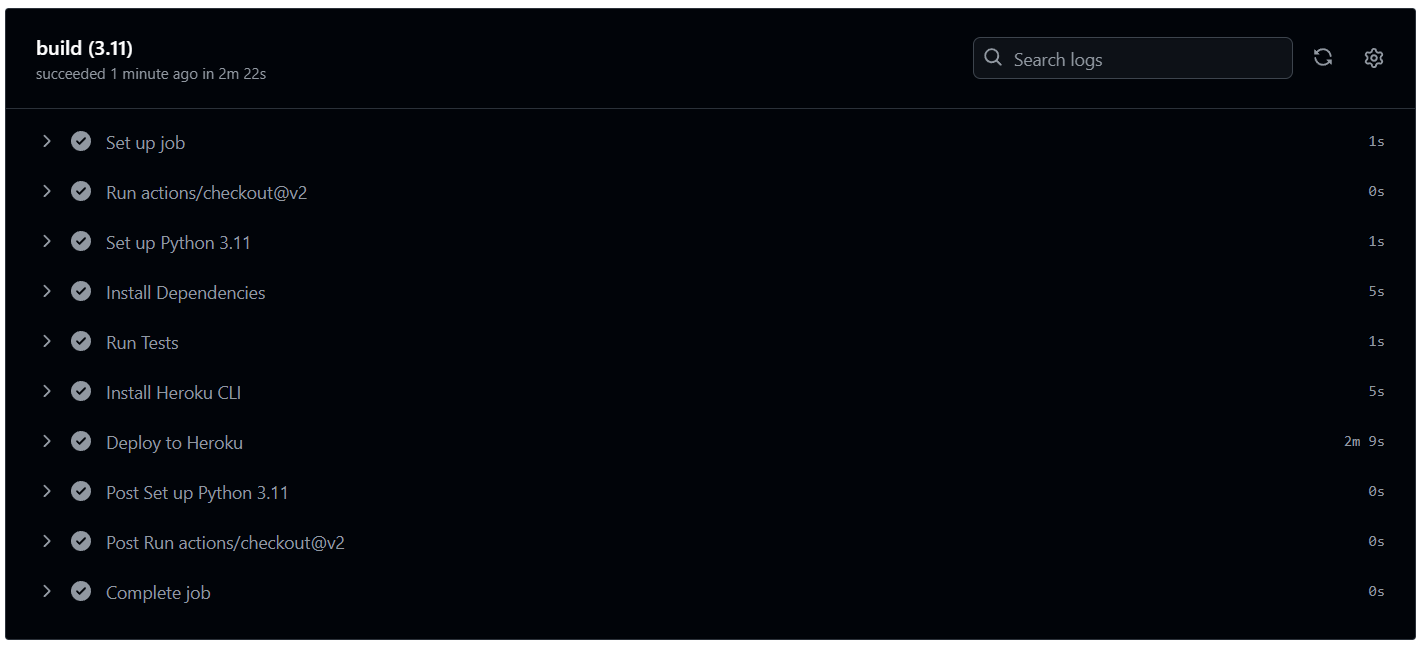 build (3.11)
succeeded 1 minute ago in 2m 22s
Search logs
Set up job 1s
Run actions/checkout@v2 0s
Set up Python 3.11 1s
Install Dependencies 5s
Run Tests 1s
Install Heroku CLI 5s
Deploy to Heroku 2m 9s
Post Set up Python 3.11 0s
Post Run actions/checkout@v2 0s
Complete job 0s